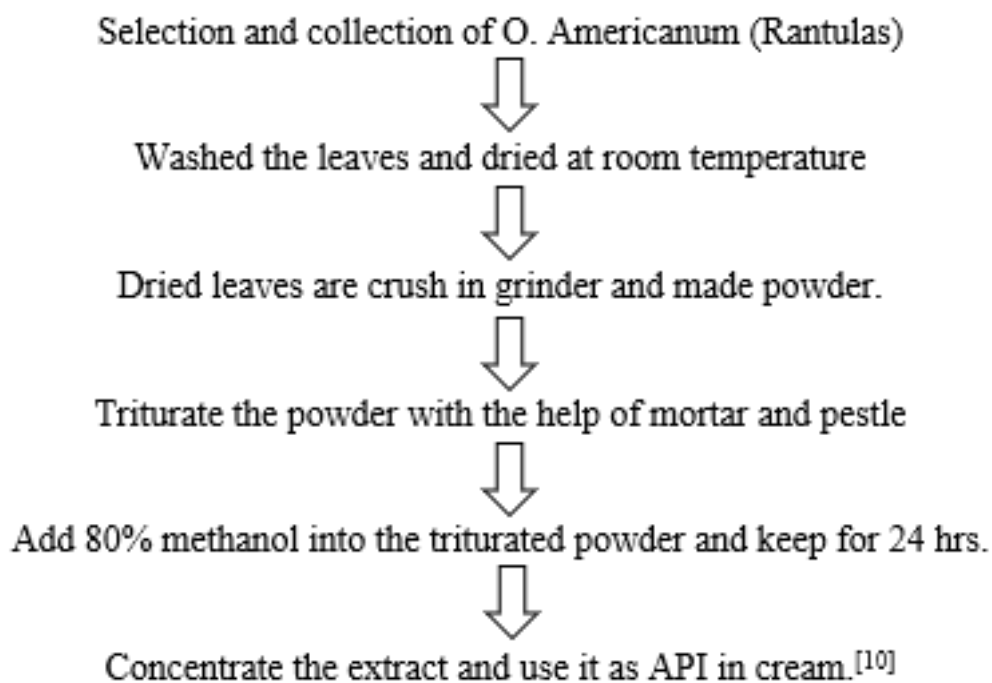 Selection and collection of O. Americanum (Rantulas)
Washed the leaves and dried at room temperature
Dried leaves are crush in grinder and made powder.
Triturate the powder with the help of mortar and pestle
Add 80% methanol into the triturated powder and keep for 24 hrs.
Concentrate the extract and use it as API in cream.[10]